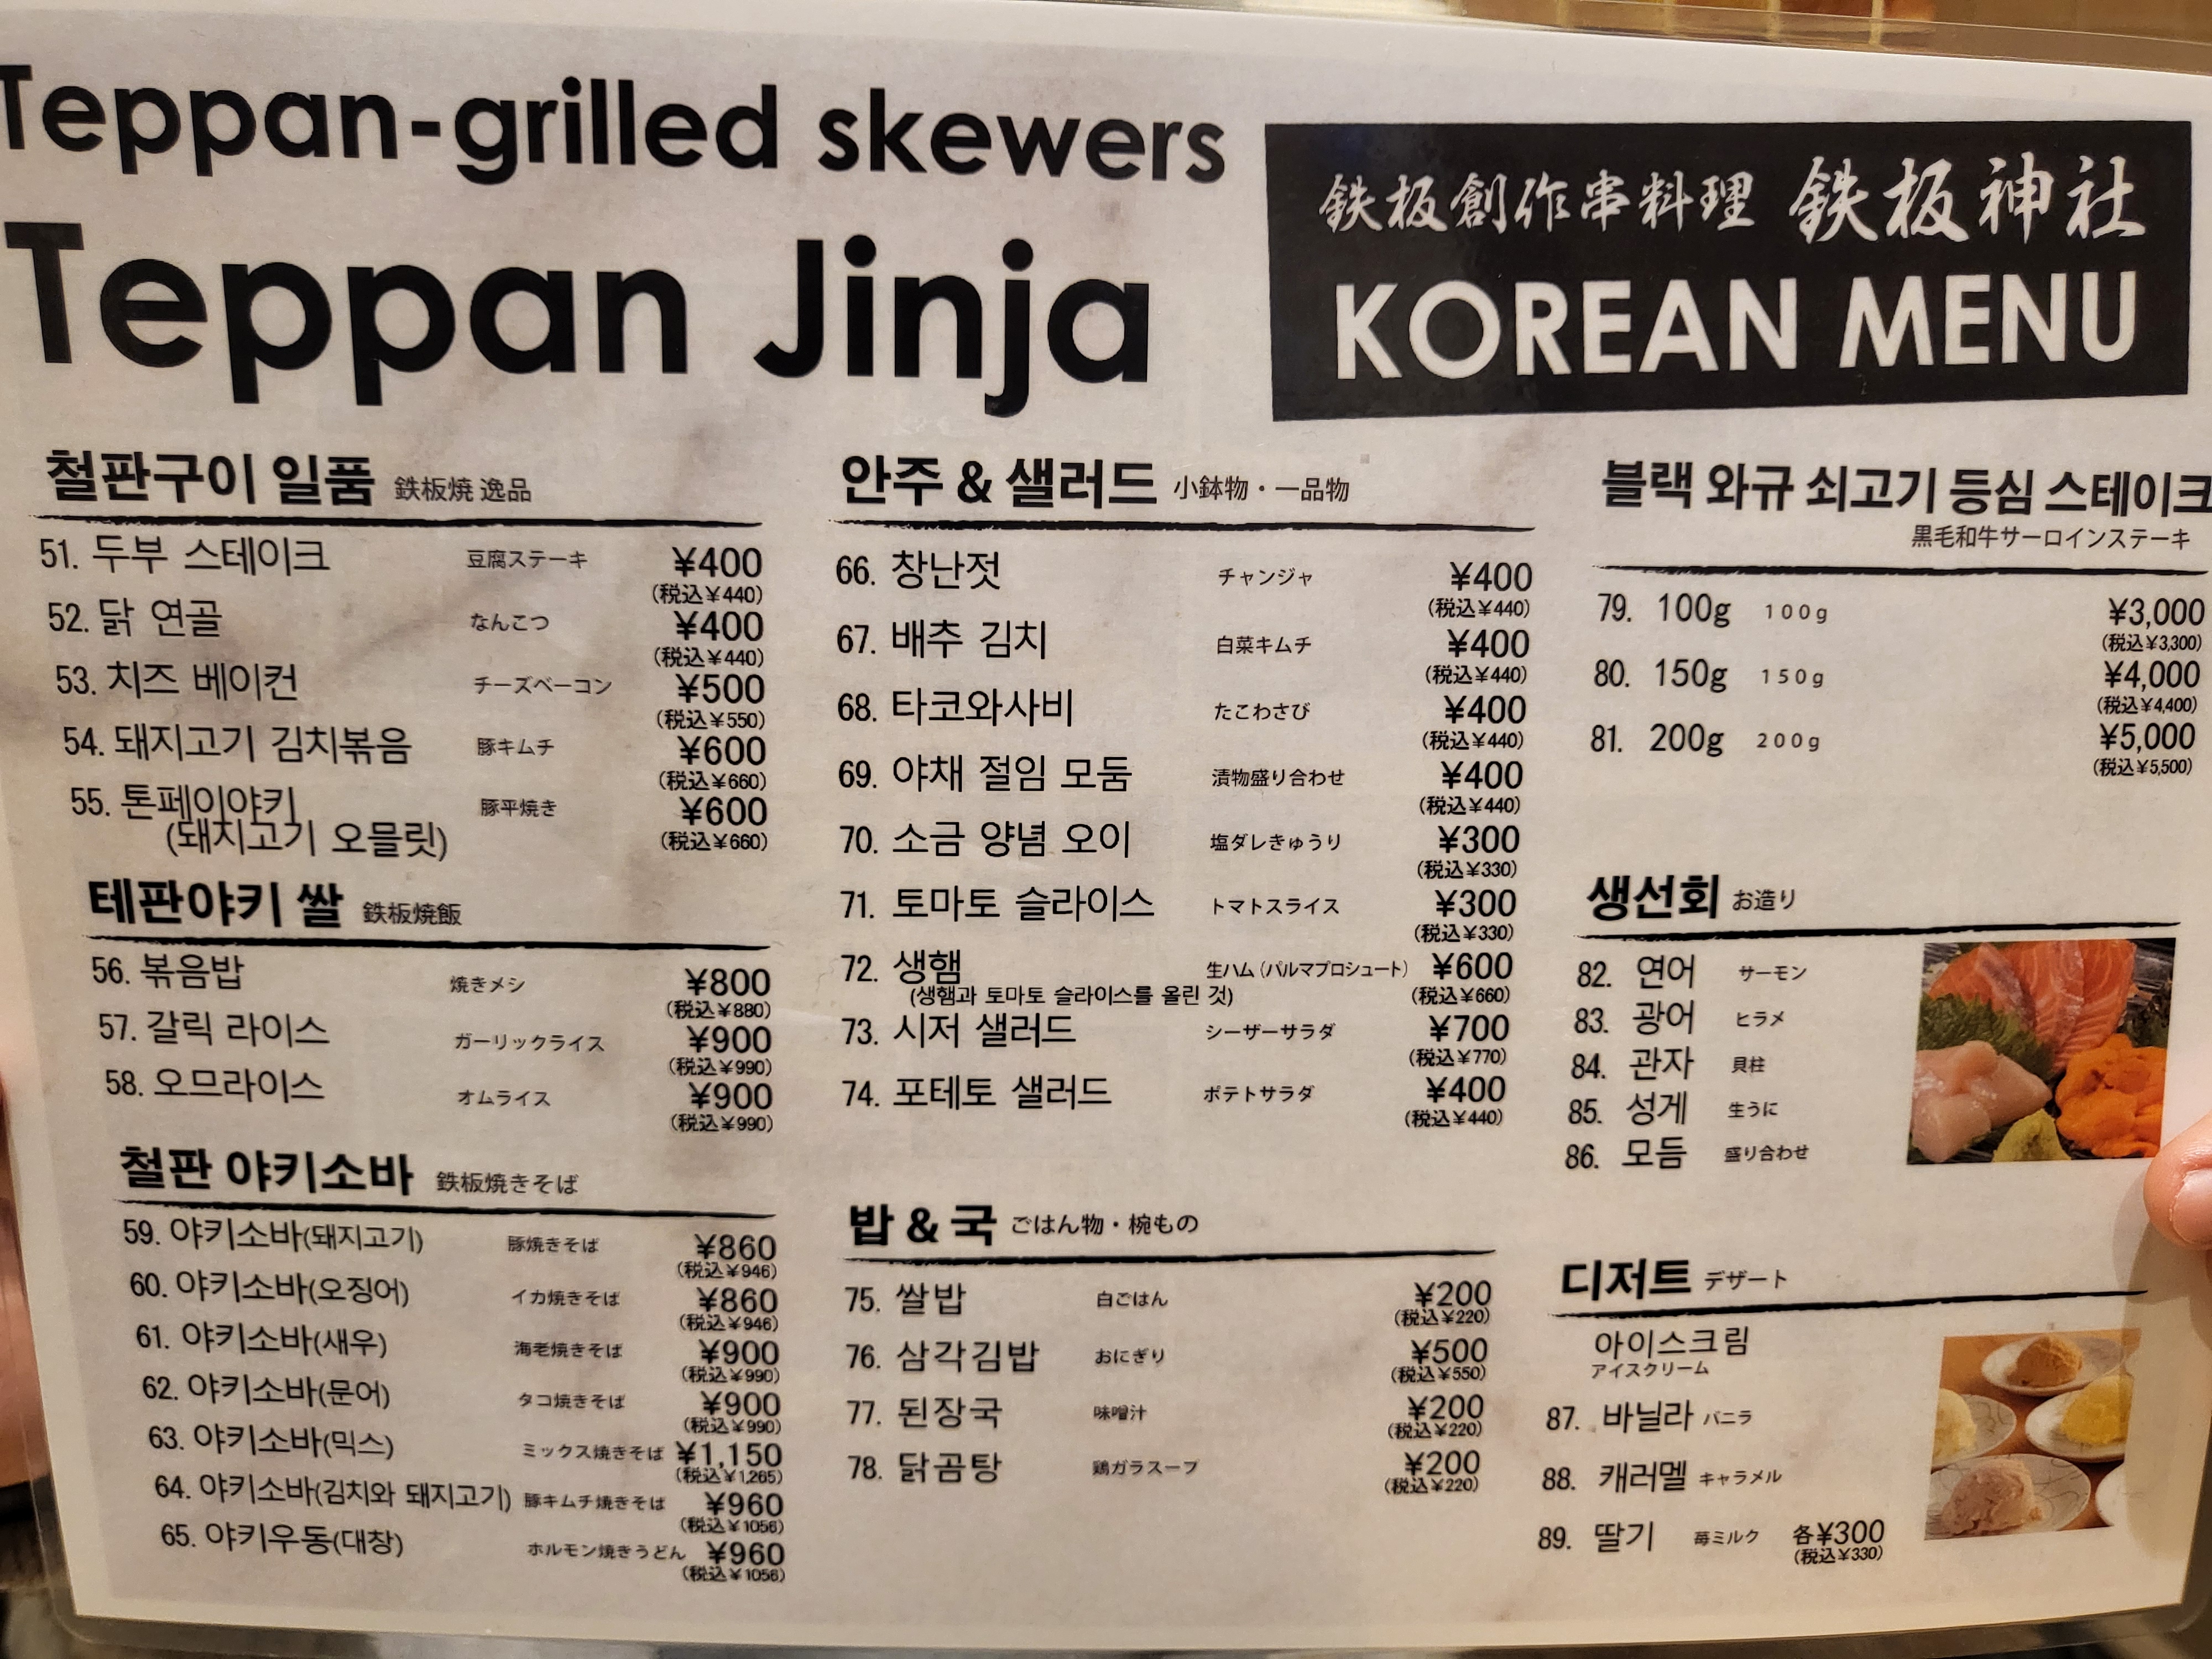 Teppan-grilled skewers
Teppan Jinja
鉄板創作串料理 鉄板神社
KOREAN MENU
철판구이 일품 鉄板焼 逸品
51. 두부 스테이크 豆腐ステーキ ¥400
(税込¥440)
52. 닭 연골 なんこつ ¥400
(税込¥440)
53. 치즈 베이컨 チーズベーコン ¥500
(税込¥550)
54. 돼지고기 김치볶음 豚キムチ ¥600
(税込¥660)
55. 톤페이야키 豚平焼き ¥600
(돼지고기 오믈릿) (税込¥660)
테판야키 쌀 鉄板焼飯
56. 볶음밥 焼きメシ ¥800
(税込¥880)
57. 갈릭 라이스 ガーリックライス ¥900
(税込¥990)
58. 오므라이스 オムライス ¥900
(税込¥990)
철판 야키소바 鉄板焼きそば
59. 야키소바(돼지고기) 豚焼きそば ¥860
(税込¥946)
60. 야키소바(오징어) イカ焼きそば ¥860
(税込¥946)
61. 야키소바(새우) 海老焼きそば ¥900
(税込¥990)
62. 야키소바(문어) タコ焼きそば ¥900
(税込¥990)
63. 야키소바(믹스) ミックス焼きそば ¥1,150
(税込¥1,265)
64. 야키소바(김치와 돼지고기) 豚キムチ焼きそば ¥960
(税込¥1056)
65. 야키우동(대창) ホルモン焼きうどん ¥960
(税込¥1056)
안주 & 샐러드 小鉢物・一品物
66. 창난젓 チャンジャ ¥400
(税込¥440)
67. 배추 김치 白菜キムチ ¥400
(税込¥440)
68. 타코와사비 たこわさび ¥400
(税込¥440)
69. 야채 절임 모둠 漬物盛り合わせ ¥400
(税込¥440)
70. 소금 양념 오이 塩ダレきゅうり ¥300
(税込¥330)
71. 토마토 슬라이스 トマトスライス ¥300
(税込¥330)
72. 생햄 生ハム(パルマプロシュート) ¥600
(생햄과 토마토 슬라이스를 올린 것) (税込¥660)
73. 시저 샐러드 シーザーサラダ ¥700
(税込¥770)
74. 포테토 샐러드 ポテトサラダ ¥400
(税込¥440)
밥 & 국 ごはん物・椀もの
75. 쌀밥 白ごはん ¥200
(税込¥220)
76. 삼각김밥 おにぎり ¥500
(税込¥550)
77. 된장국 味噌汁 ¥200
(税込¥220)
78. 닭곰탕 鶏ガラスープ ¥200
(税込¥220)
블랙 와규 쇠고기 등심 스테이크
黒毛和牛サーロインステーキ
79. 100g 100g ¥3,000
(税込¥3,300)
80. 150g 150g ¥4,000
(税込¥4,400)
81. 200g 200g ¥5,000
(税込¥5,500)
생선회 お造り
82. 연어 サーモン
83. 광어 ヒラメ
84. 관자 貝柱
85. 성게 生うに
86. 모듬 盛り合わせ
디저트 デザート
아이스크림
アイスクリーム
87. 바닐라 バニラ
88. 캐러멜 キャラメル
89. 딸기 苺ミルク 各¥300
(税込¥330)